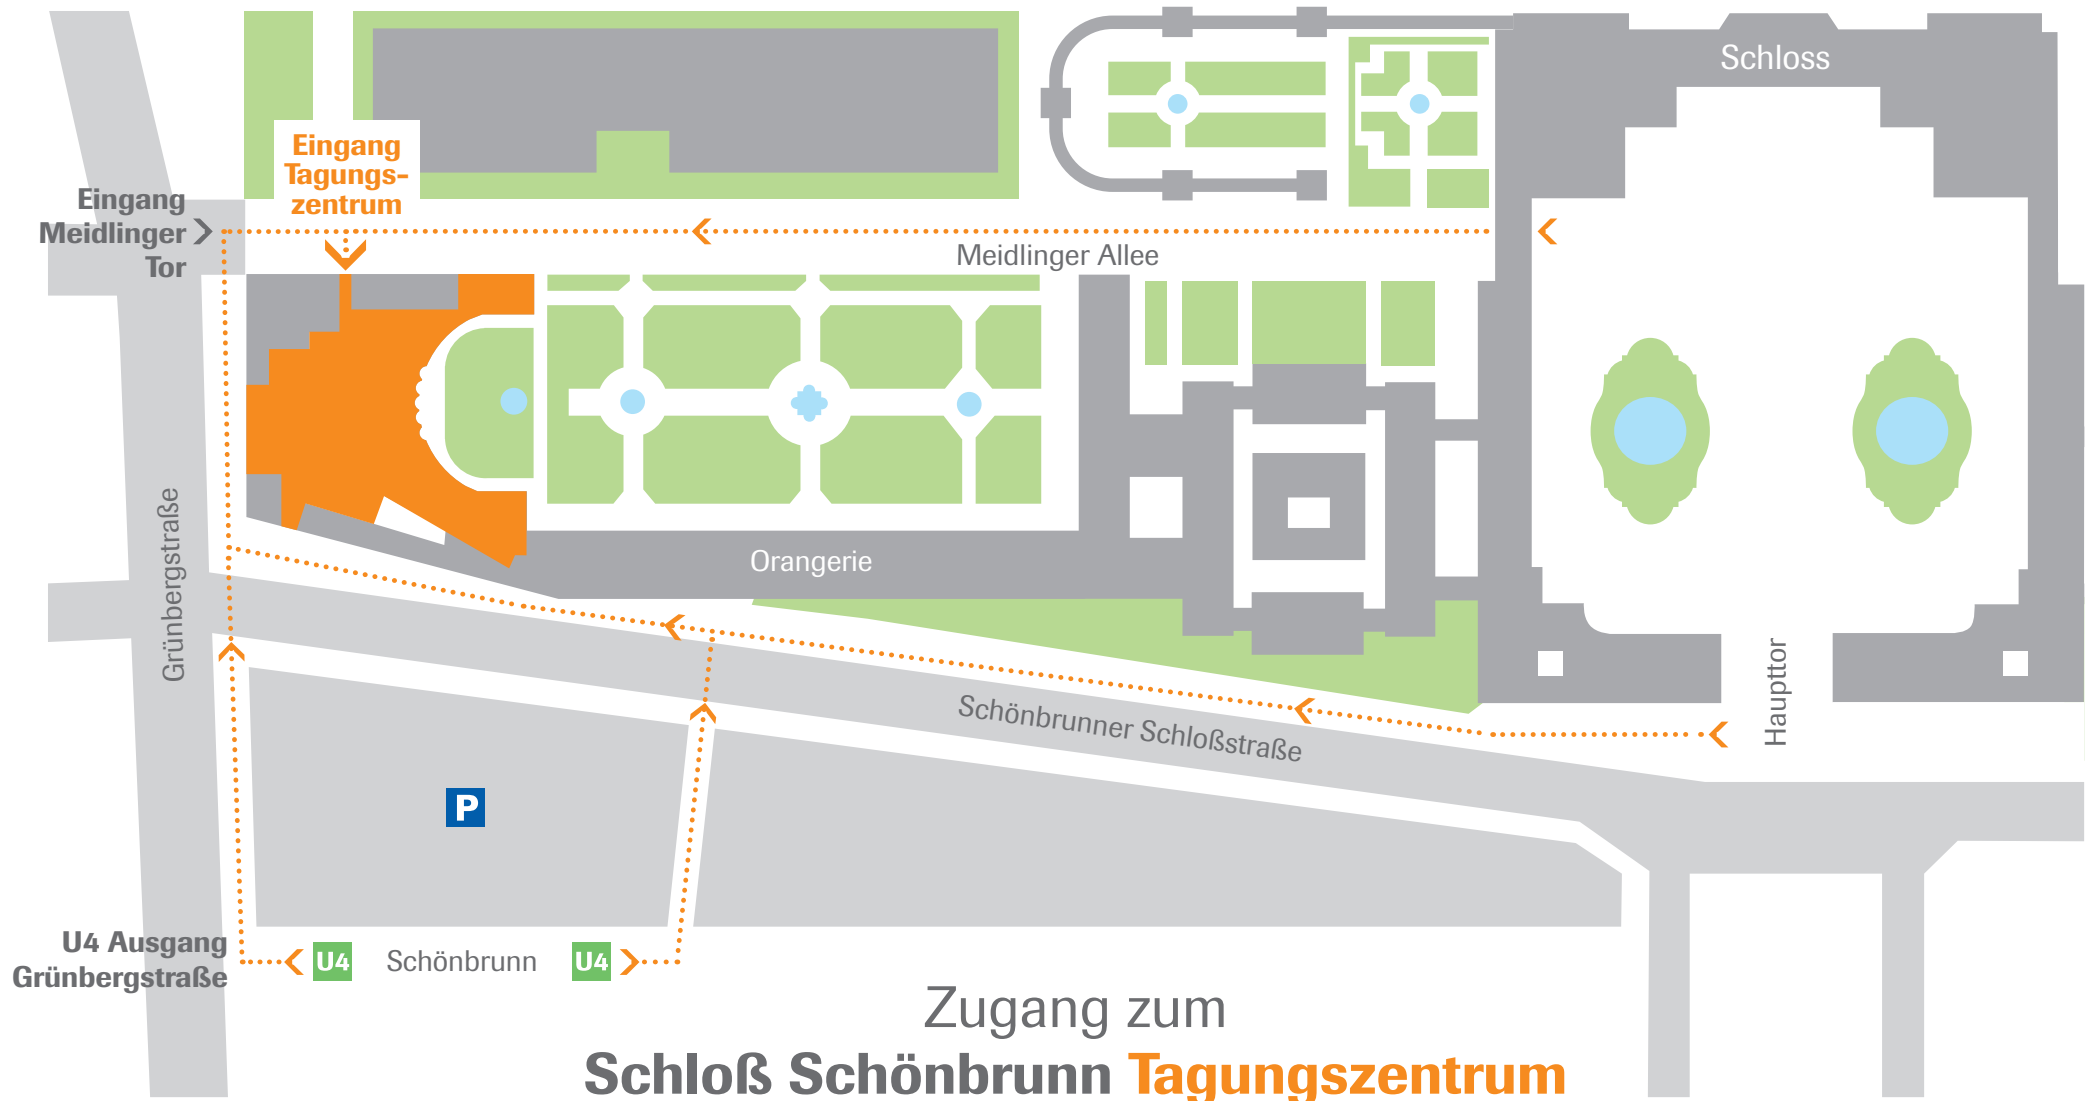 Schloss
Eingang
Tagungs-
zentrum
Eingang
Meidlinger
Tor
Meidlinger Allee
Orangerie
Grünbergstraße
Haupttor
Schönbrunner Schloßstraße
P
U4 Ausgang
Grünbergstraße
U4 Schönbrunn U4
Zugang zum
Schloß Schönbrunn Tagungszentrum